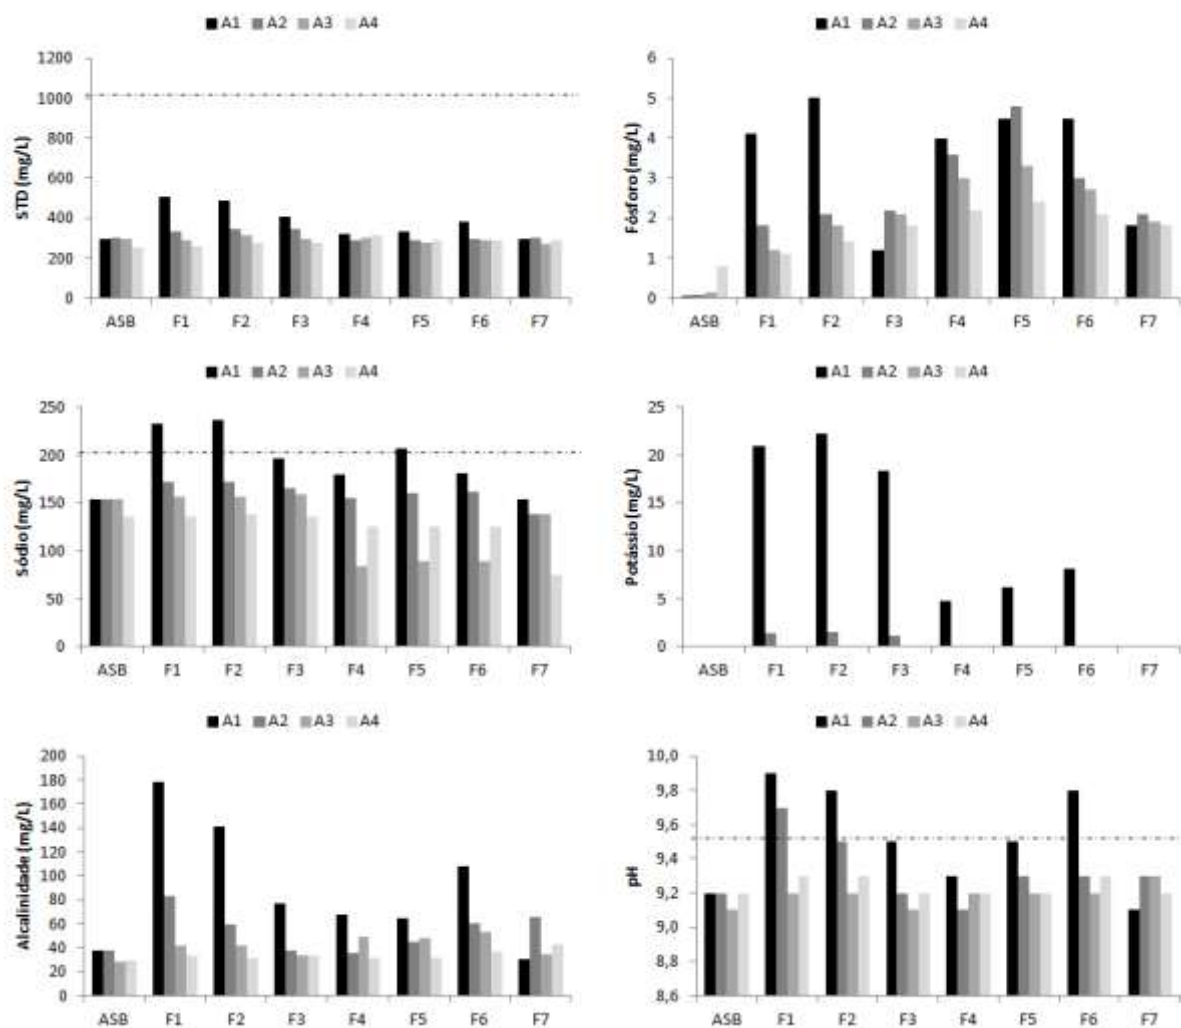 A1 A2 A3 A4
STD (mg/L)
1200
1000
800
600
400
200
0
ASB F1 F2 F3 F4 F5 F6 F7
A1 A2 A3 A4
Fósforo (mg/L)
6
5
4
3
2
1
0
ASB F1 F2 F3 F4 F5 F6 F7
A1 A2 A3 A4
Sódio (mg/L)
250
200
150
100
50
0
ASB F1 F2 F3 F4 F5 F6 F7
A1 A2 A3 A4
Potássio (mg/L)
25
20
15
10
5
0
ASB F1 F2 F3 F4 F5 F6 F7
A1 A2 A3 A4
Alcalinidade (mg/L)
200
180
160
140
120
100
80
60
40
20
0
ASB F1 F2 F3 F4 F5 F6 F7
A1 A2 A3 A4
pH
10,0
9,8
9,6
9,4
9,2
9,0
8,8
8,6
ASB F1 F2 F3 F4 F5 F6 F7